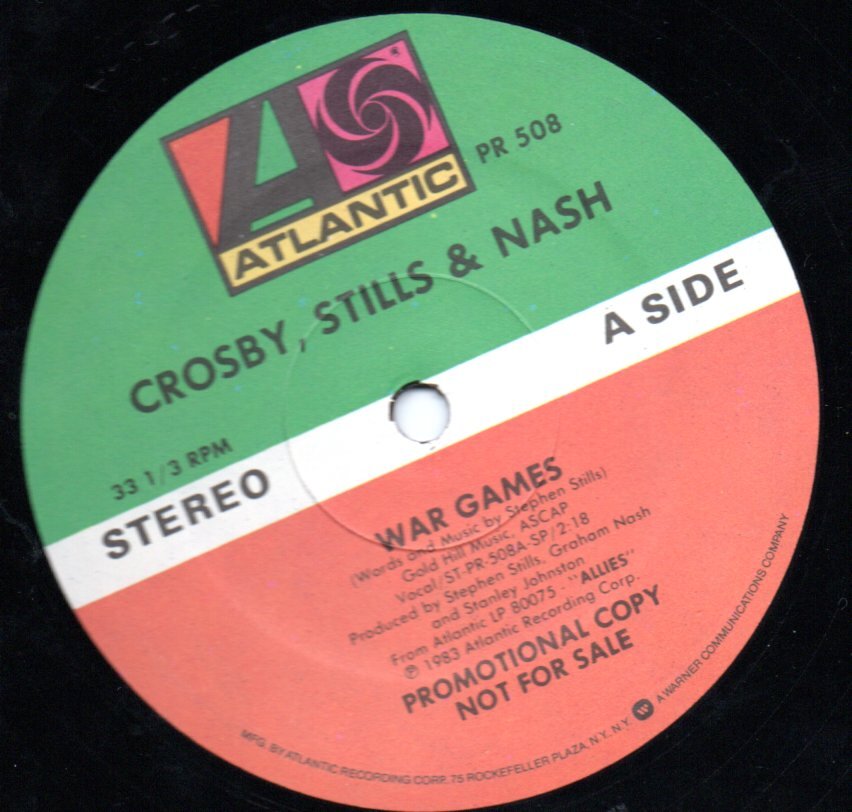 ATLANTIC
®
PR 508
CROSBY, STILLS & NASH
A SIDE
33 1/3 RPM
STEREO
WAR GAMES
(Words and Music by Stephen Stills)
Gold Hill Music, ASCAP
Vocal/ST-PR-508A-SP/2:18
Produced by Stephen Stills, Graham Nash
and Stanley Johnston
From Atlantic LP 80075 - "ALLIES"
℗ 1983 Atlantic Recording Corp.
PROMOTIONAL COPY
NOT FOR SALE
MFG. BY ATLANTIC RECORDING CORP. 75 ROCKEFELLER PLAZA, N.Y. N.Y. A WARNER COMMUNICATIONS COMPANY